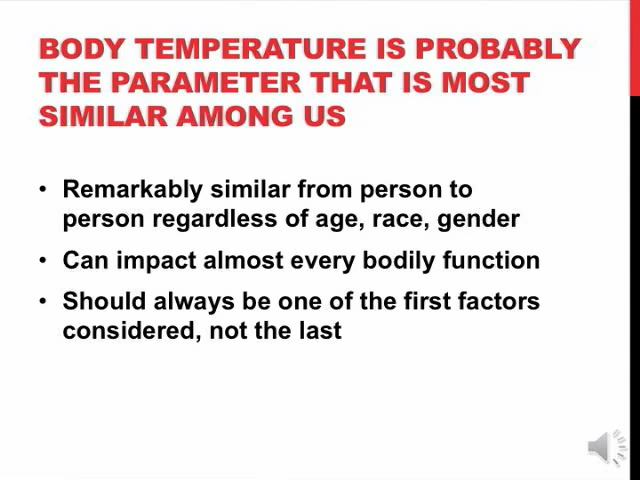 BODY TEMPERATURE IS PROBABLY
THE PARAMETER THAT IS MOST
SIMILAR AMONG US
• Remarkably similar from person to
person regardless of age, race, gender
• Can impact almost every bodily function
• Should always be one of the first factors
considered, not the last